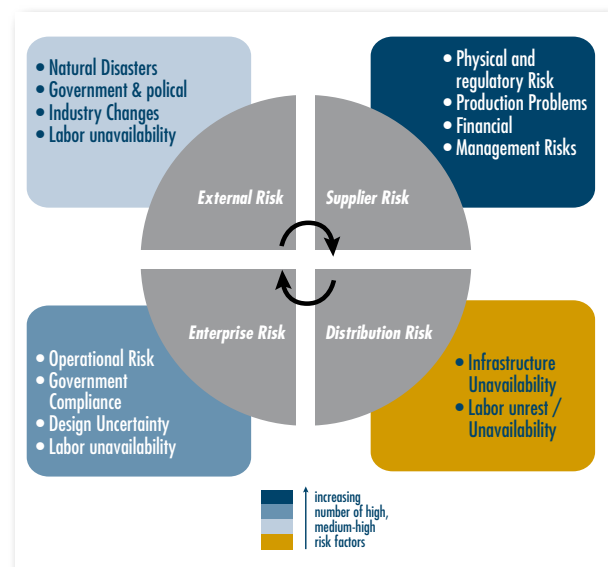 • Natural Disasters
• Government & polical
• Industry Changes
• Labor unavailability
• Physical and
regulatory Risk
• Production Problems
• Financial
• Management Risks
External Risk
Supplier Risk
Enterprise Risk
Distribution Risk
• Operational Risk
• Government
Compliance
• Design Uncertainty
• Labor unavailability
• Infrastructure
Unavailability
• Labor unrest /
Unavailability
increasing
number of high,
medium-high
risk factors